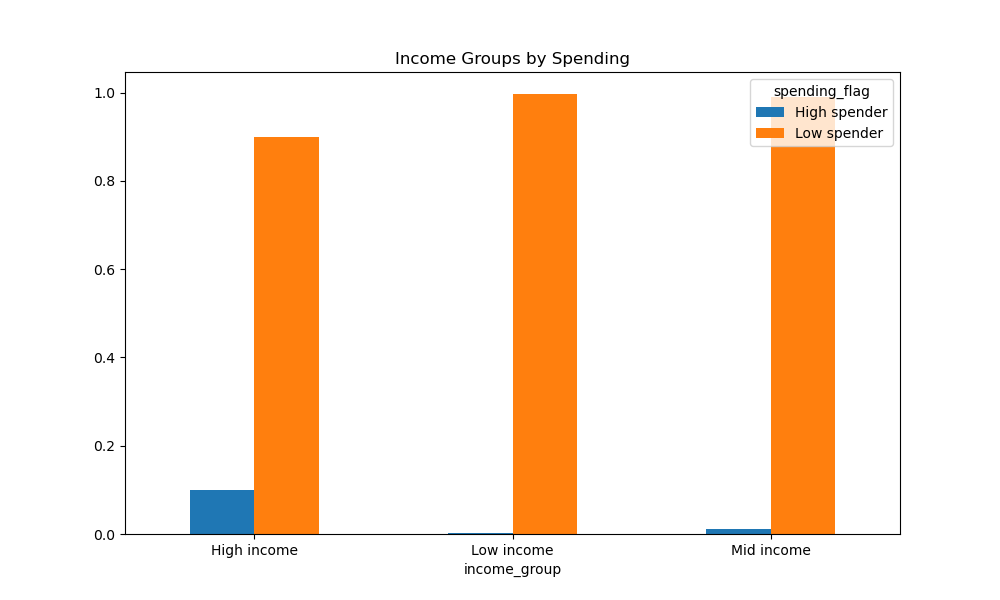 Income Groups by Spending
spending_flag
High spender
Low spender
1.0
0.8
0.6
0.4
0.2
0.0
High income
Low income
Mid income
income_group